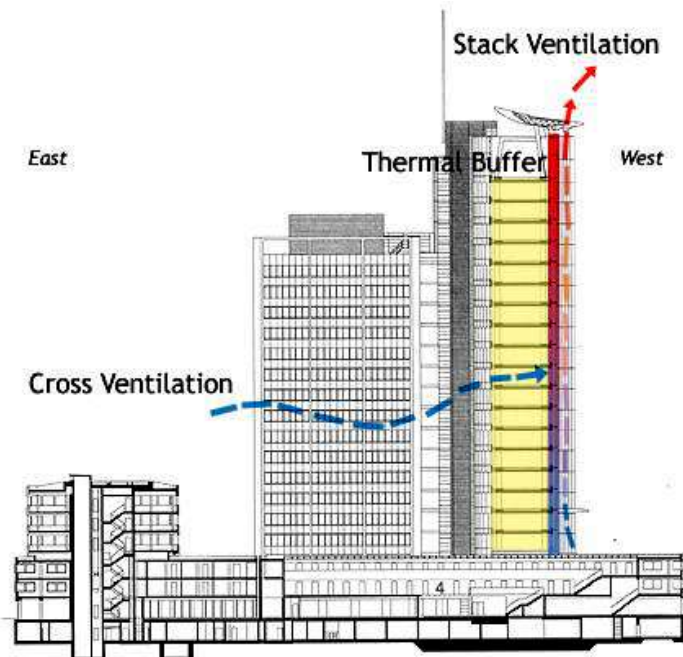 Stack Ventilation
East
Thermal Buffer
West
Cross Ventilation
4